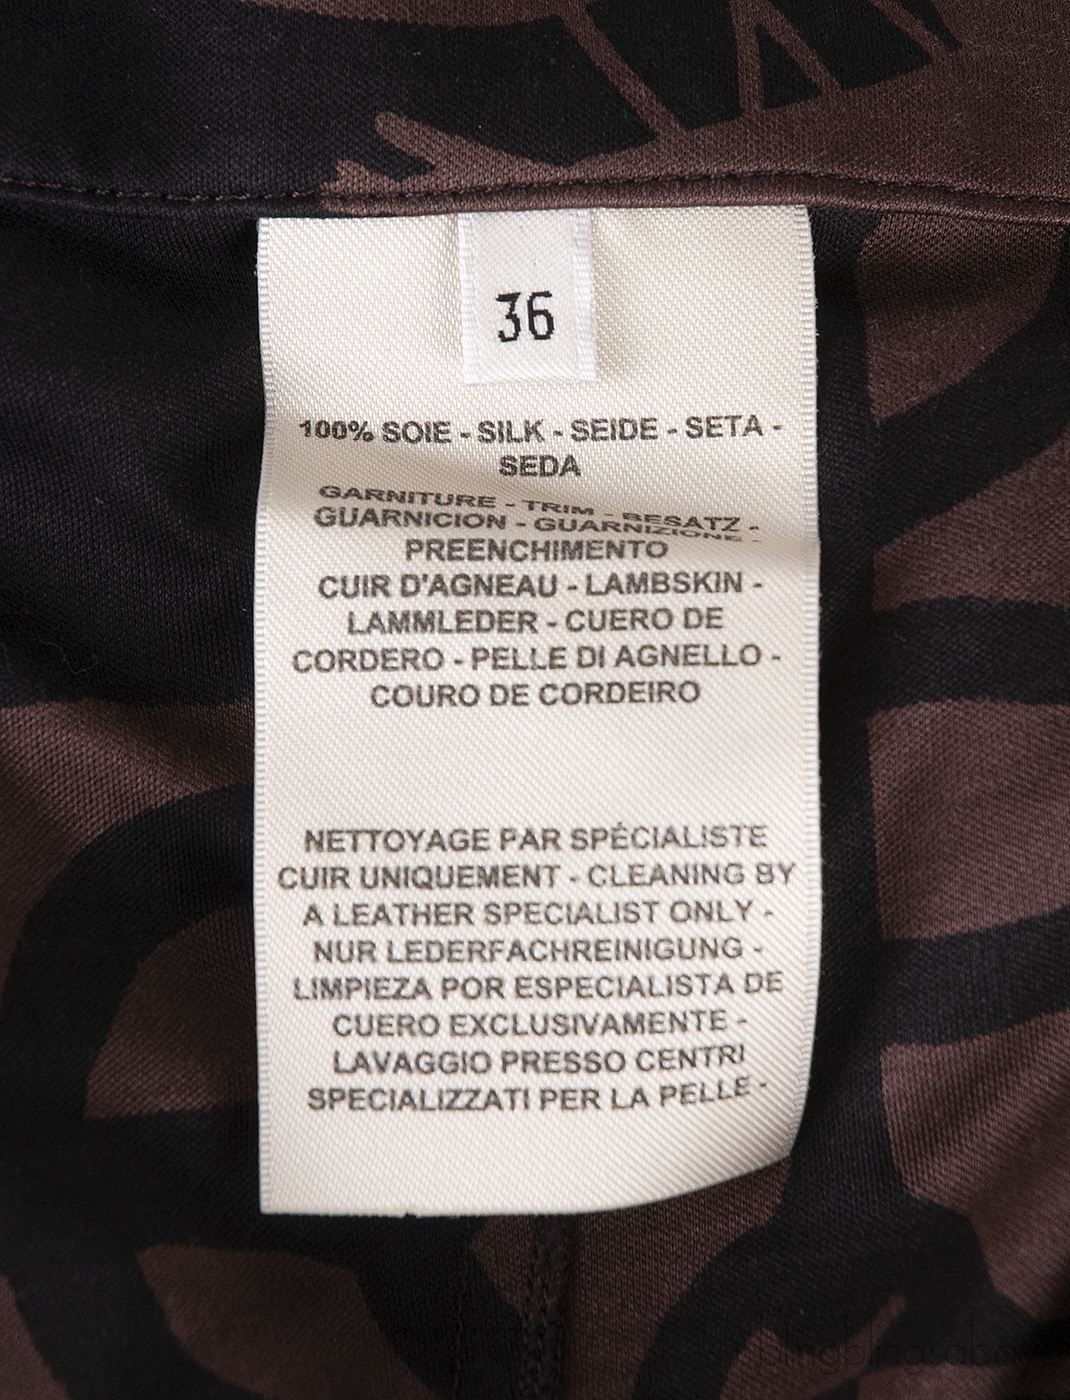 36
100% SOIE - SILK - SEIDE - SETA -
SEDA
GARNITURE - TRIM - BESATZ -
GUARNICION - GUARNIZIONE -
PREENCHIMENTO
CUIR D'AGNEAU - LAMBSKIN -
LAMMLEDER - CUERO DE
CORDERO - PELLE DI AGNELLO -
COURO DE CORDEIRO
NETTOYAGE PAR SPÉCIALISTE
CUIR UNIQUEMENT - CLEANING BY
A LEATHER SPECIALIST ONLY -
NUR LEDERFACHREINIGUNG -
LIMPIEZA POR ESPECIALISTA DE
CUERO EXCLUSIVAMENTE -
LAVAGGIO PRESSO CENTRI
SPECIALIZZATI PER LA PELLE -